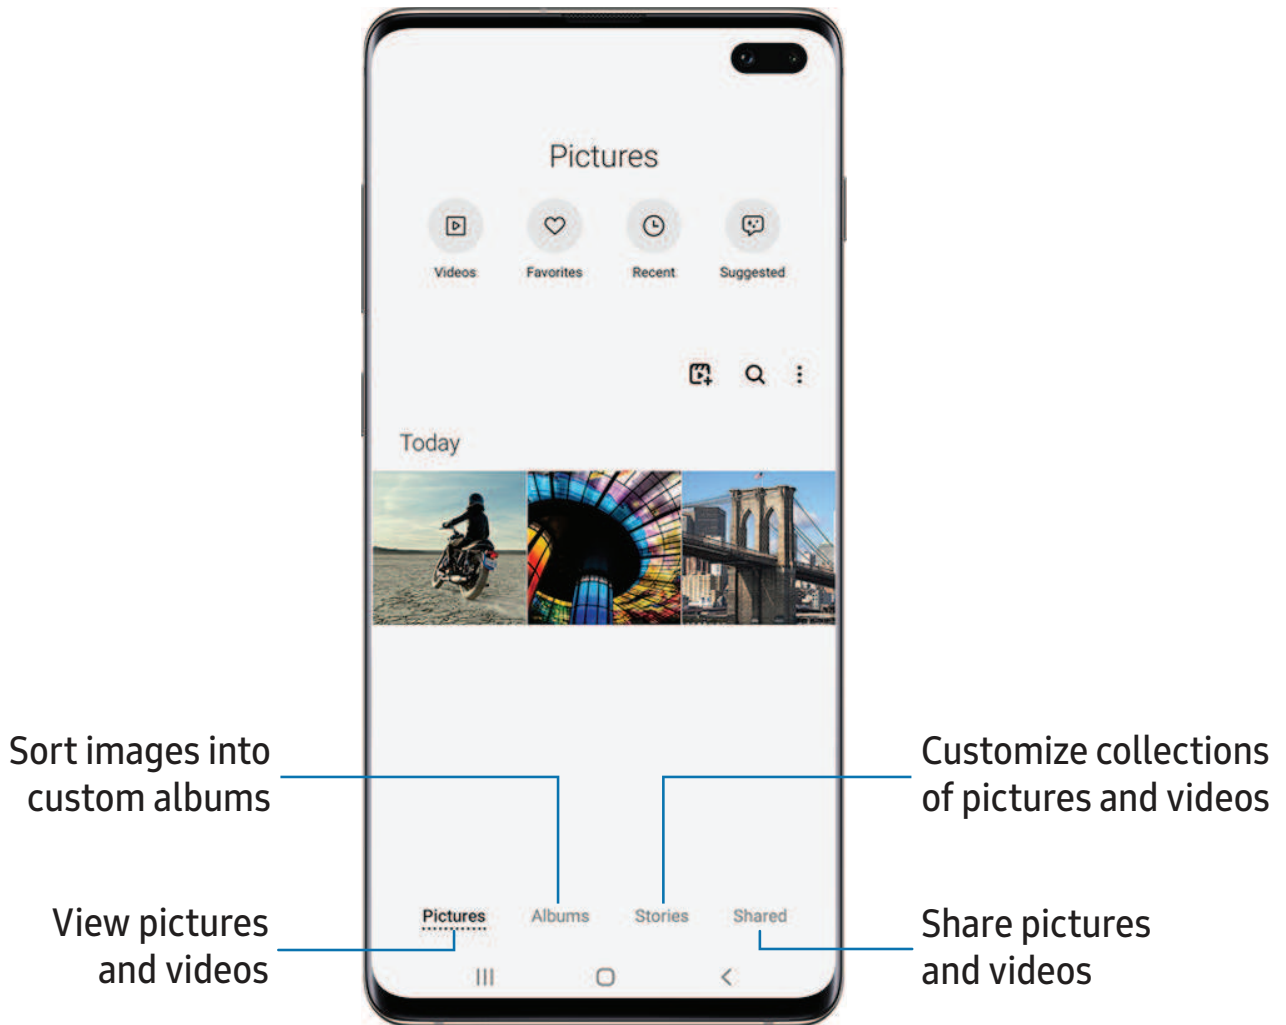 Pictures
Videos
Favorites
Recent
Suggested
Today
Sort images into
custom albums
Customize collections
of pictures and videos
Pictures
Albums
Stories
Shared
View pictures
and videos
Share pictures
and videos